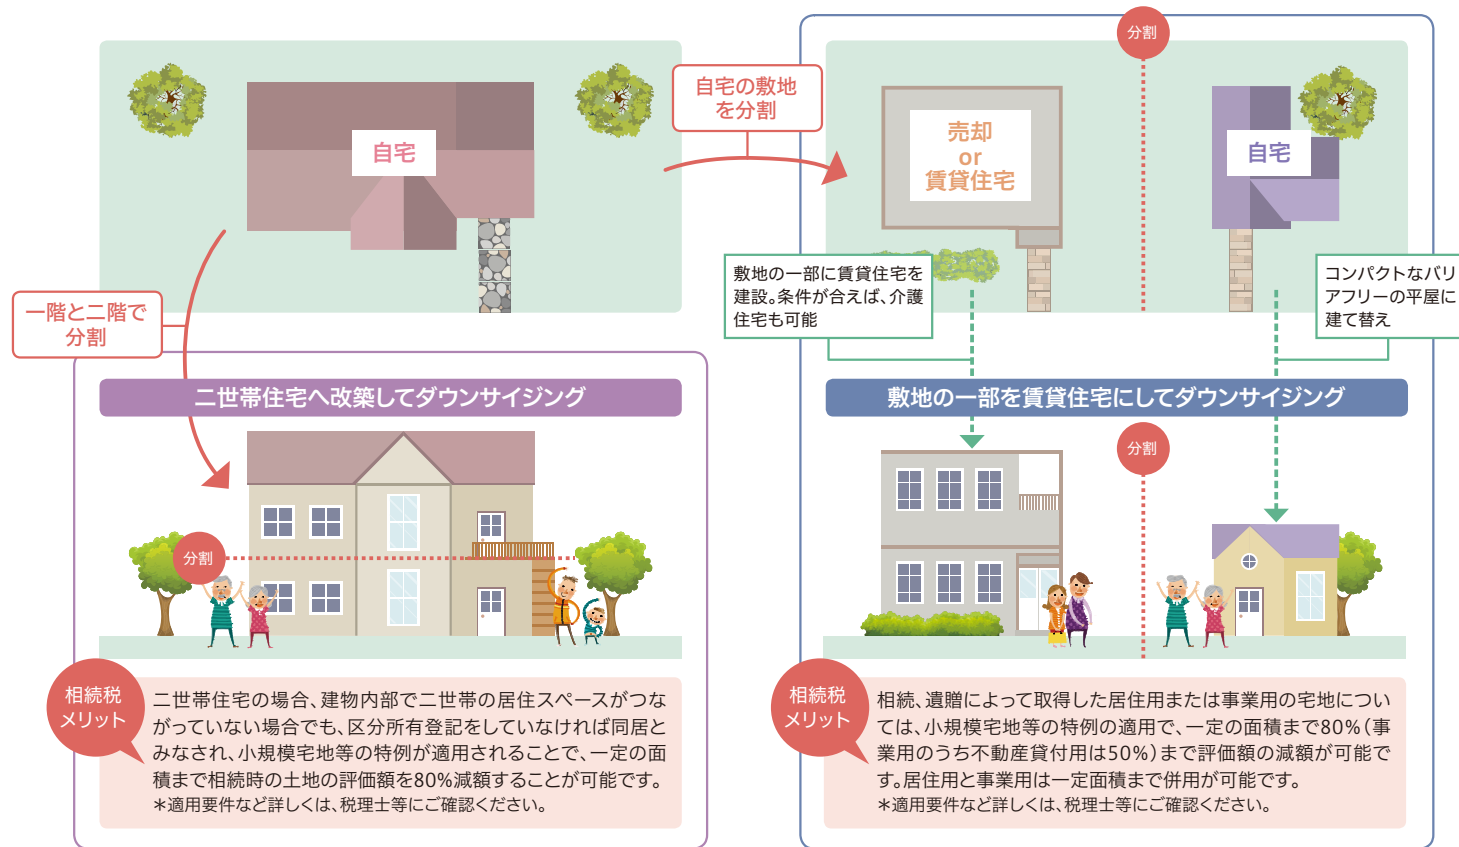 自宅
自宅の敷地
を分割
一階と二階で
分割
分割
売却
or
賃貸住宅
自宅
敷地の一部に賃貸住宅を
建設。条件が合えば、介護
住宅も可能
コンパクトなバリ
アフリーの平屋に
建て替え
二世帯住宅へ改築してダウンサイジング
分割
相続税
メリット
二世帯住宅の場合、建物内部で二世帯の居住スペースがつな
がっていない場合でも、区分所有登記をしていなければ同居と
みなされ、小規模宅地等の特例が適用されることで、一定の面
積まで相続時の土地の評価額を80%減額することが可能です。
＊適用要件など詳しくは、税理士等にご確認ください。
敷地の一部を賃貸住宅にしてダウンサイジング
分割
相続税
メリット
相続、遺贈によって取得した居住用または事業用の宅地につい
ては、小規模宅地等の特例の適用で、一定の面積まで80%（事
業用のうち不動産貸付用は50%）まで評価額の減額が可能で
す。居住用と事業用は一定面積まで併用が可能です。
＊適用要件など詳しくは、税理士等にご確認ください。